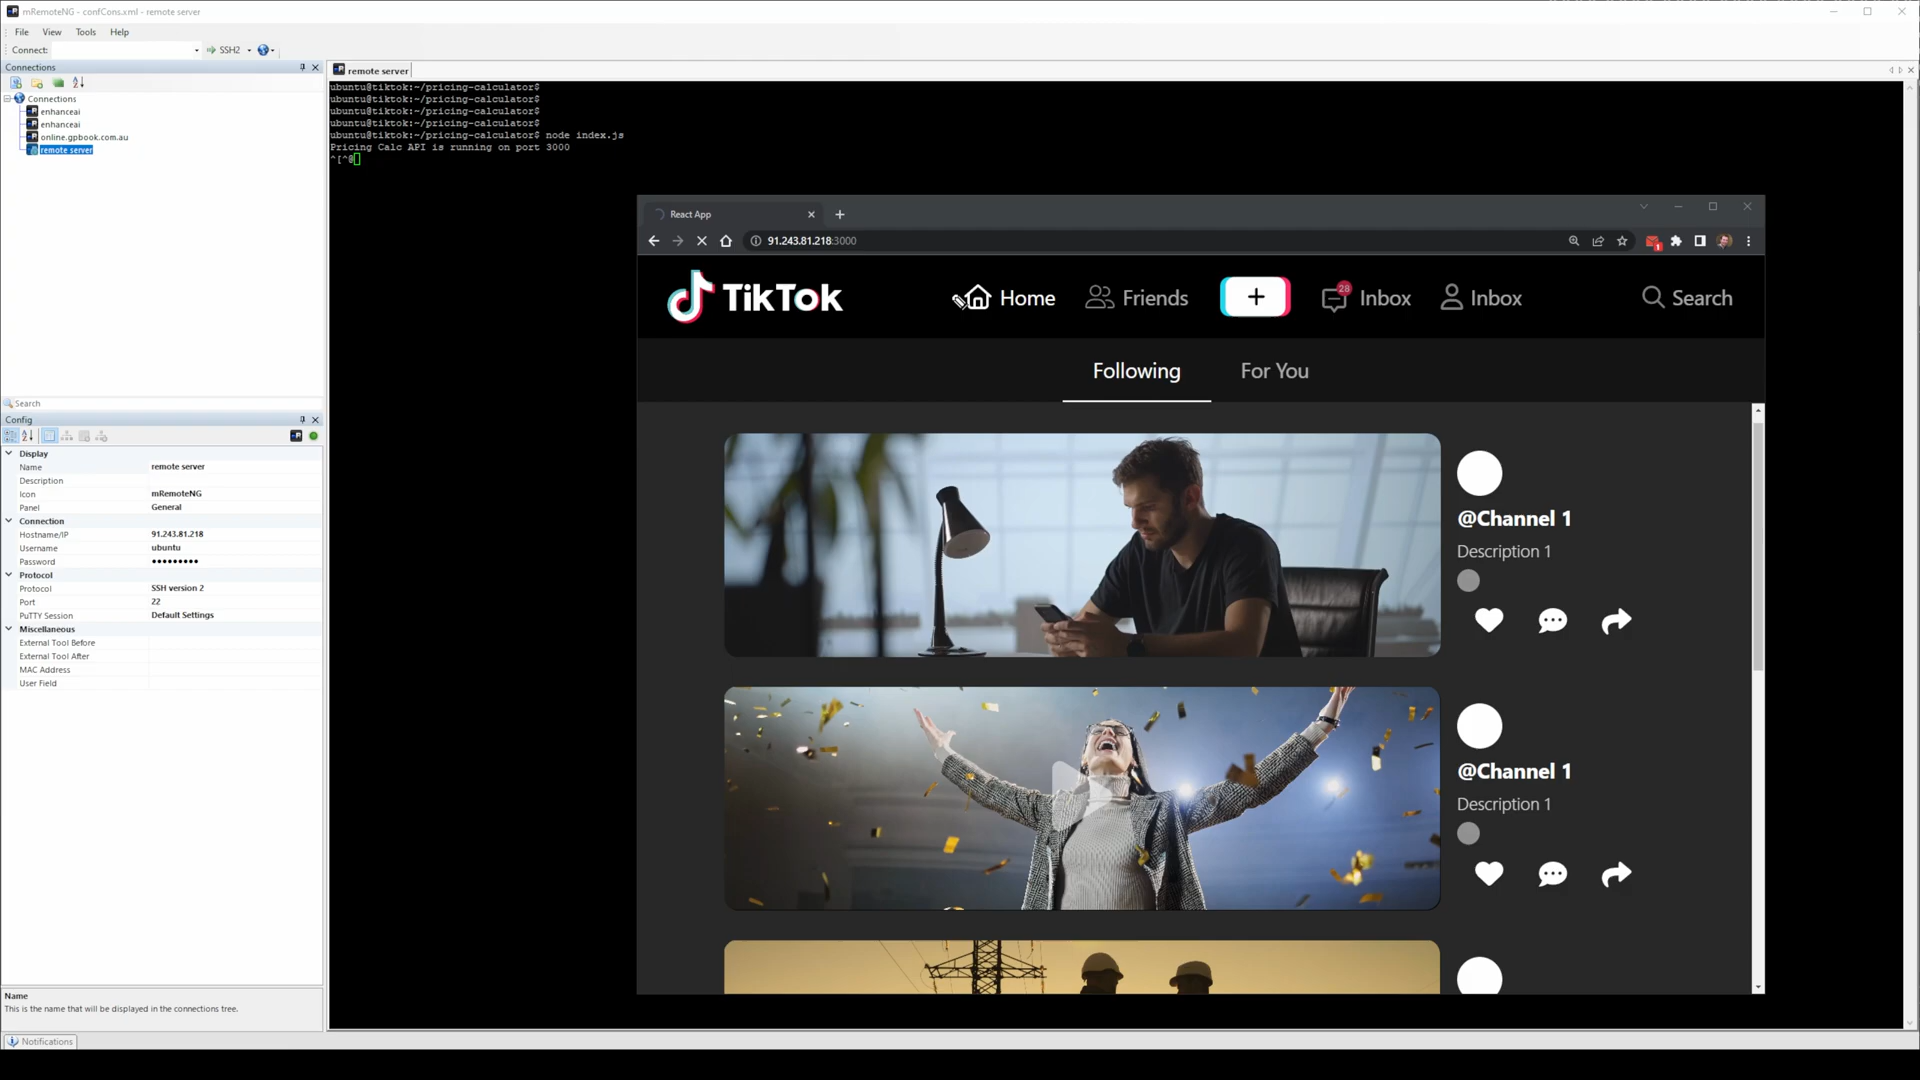 mRemoteNG - confCons.xml - remote server
File View Tools Help
Connect: SSH2
Connections
Connections
enhanceai
enhanceai
online.gpbook.com.au
remote server
Search
Config
Display
Name remote server
Description
Icon mRemoteNG
Panel General
Connection
Hostname/IP 91.243.81.218
Username ubuntu
Password •••••••••
Protocol
Protocol SSH version 2
Port 22
PuTTY Session Default Settings
Miscellaneous
External Tool Before
External Tool After
MAC Address
User Field
Name
This is the name that will be displayed in the connections tree.
Notifications
remote server
ubuntu@tiktok:~/pricing-calculator$
ubuntu@tiktok:~/pricing-calculator$
ubuntu@tiktok:~/pricing-calculator$
ubuntu@tiktok:~/pricing-calculator$
ubuntu@tiktok:~/pricing-calculator$ node index.js
Pricing Calc API is running on port 3000
^[^@
React App
91.243.81.218:3000
1
TikTok Home Friends + 28 Inbox Inbox Search
Following For You
@Channel 1
Description 1
@Channel 1
Description 1